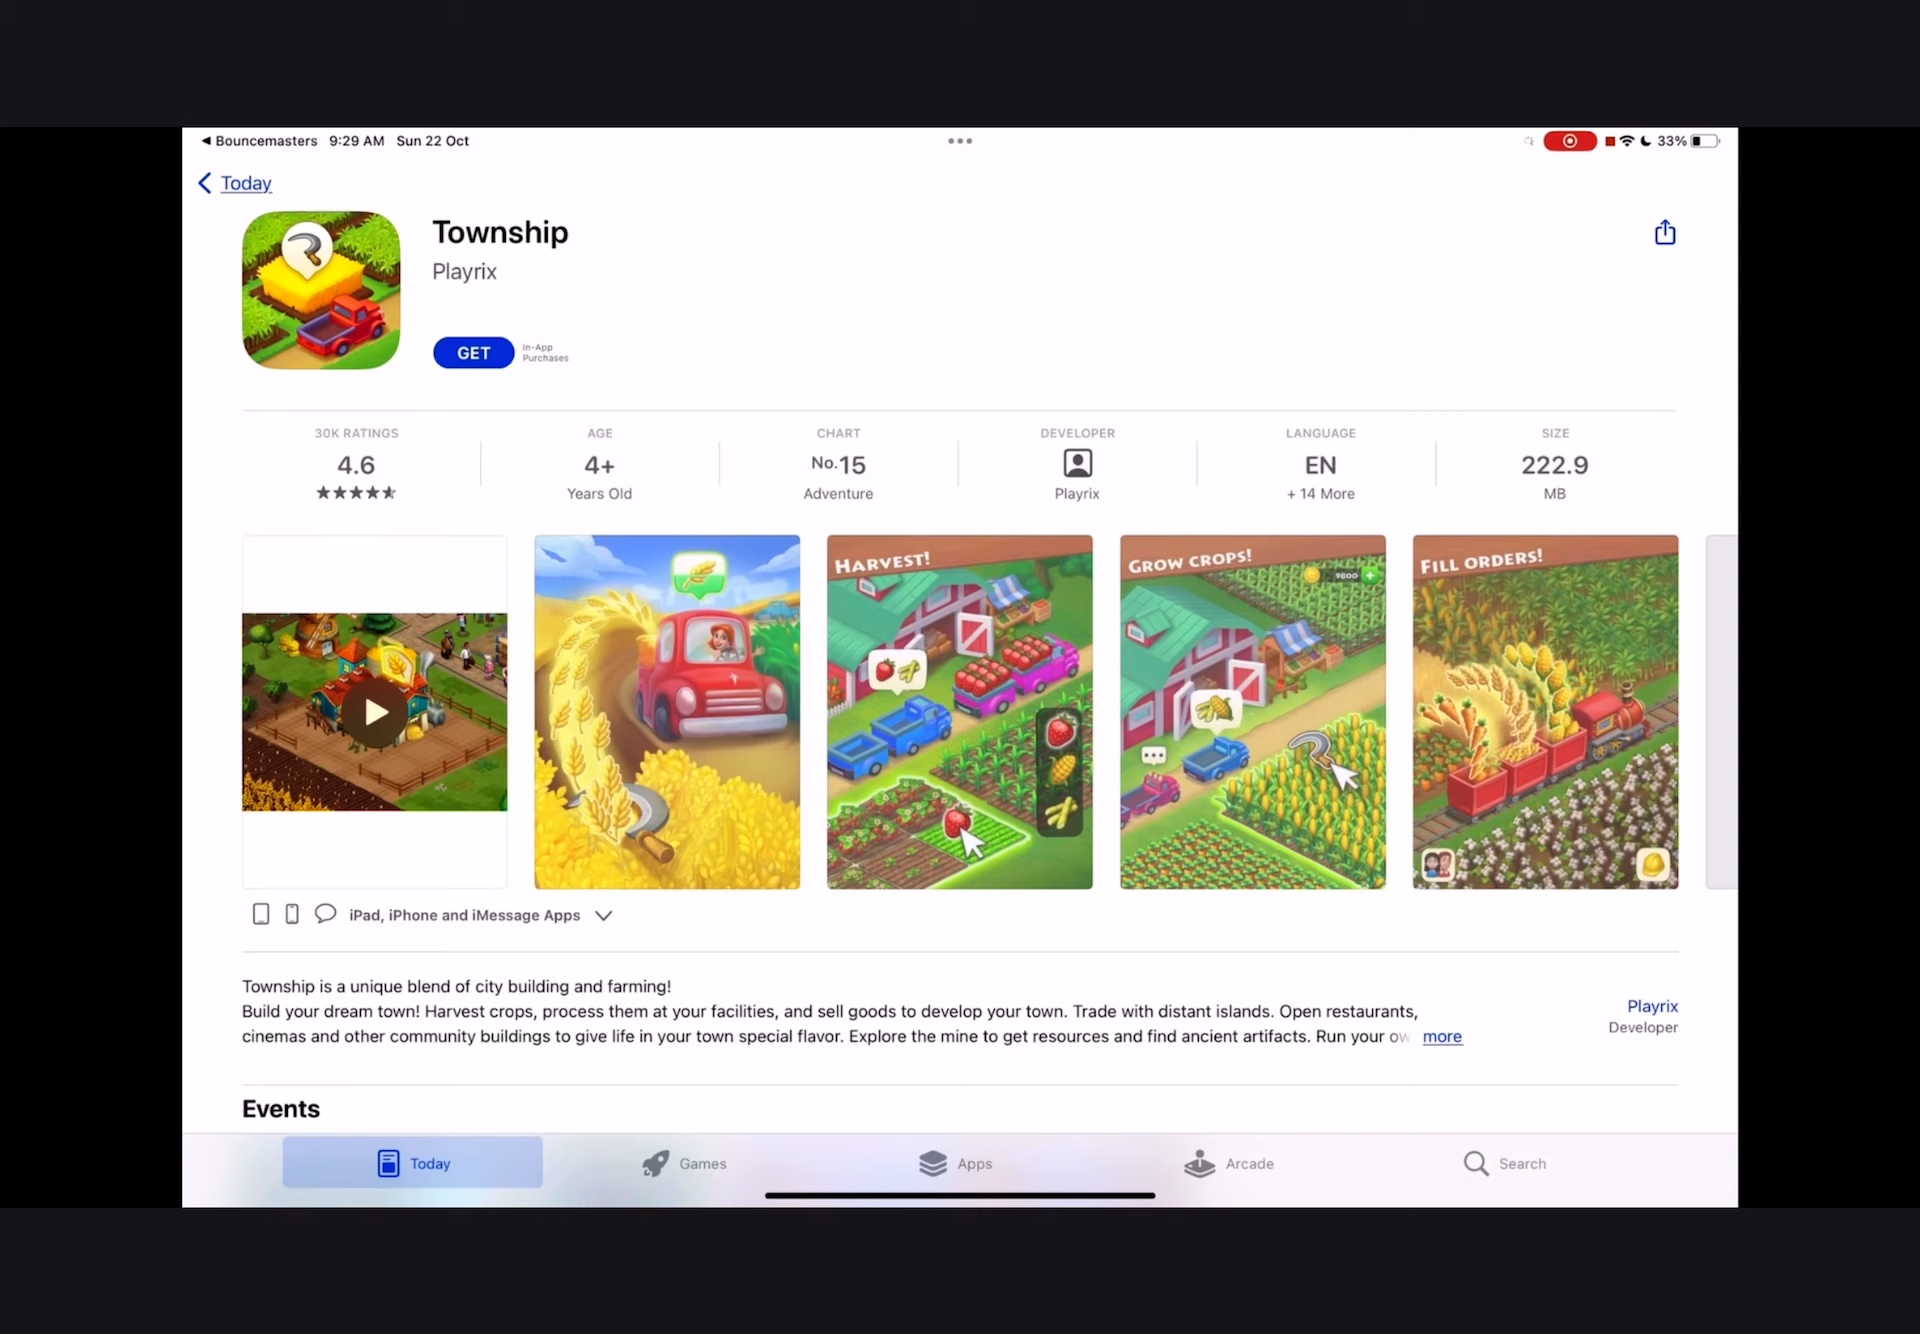 ◀ Bouncemasters 9:29 AM Sun 22 Oct
33%
Today
Township
Playrix
GET
In-App
Purchases
30K RATINGS
4.6
AGE
4+
Years Old
CHART
No.15
Adventure
DEVELOPER
Playrix
LANGUAGE
EN
+ 14 More
SIZE
222.9
MB
HARVEST!
GROW CROPS!
9800
FILL ORDERS!
iPad, iPhone and iMessage Apps
Township is a unique blend of city building and farming!
Build your dream town! Harvest crops, process them at your facilities, and sell goods to develop your town. Trade with distant islands. Open restaurants,
cinemas and other community buildings to give life in your town special flavor. Explore the mine to get resources and find ancient artifacts. Run your ow more
Playrix
Developer
Events
Today
Games
Apps
Arcade
Search